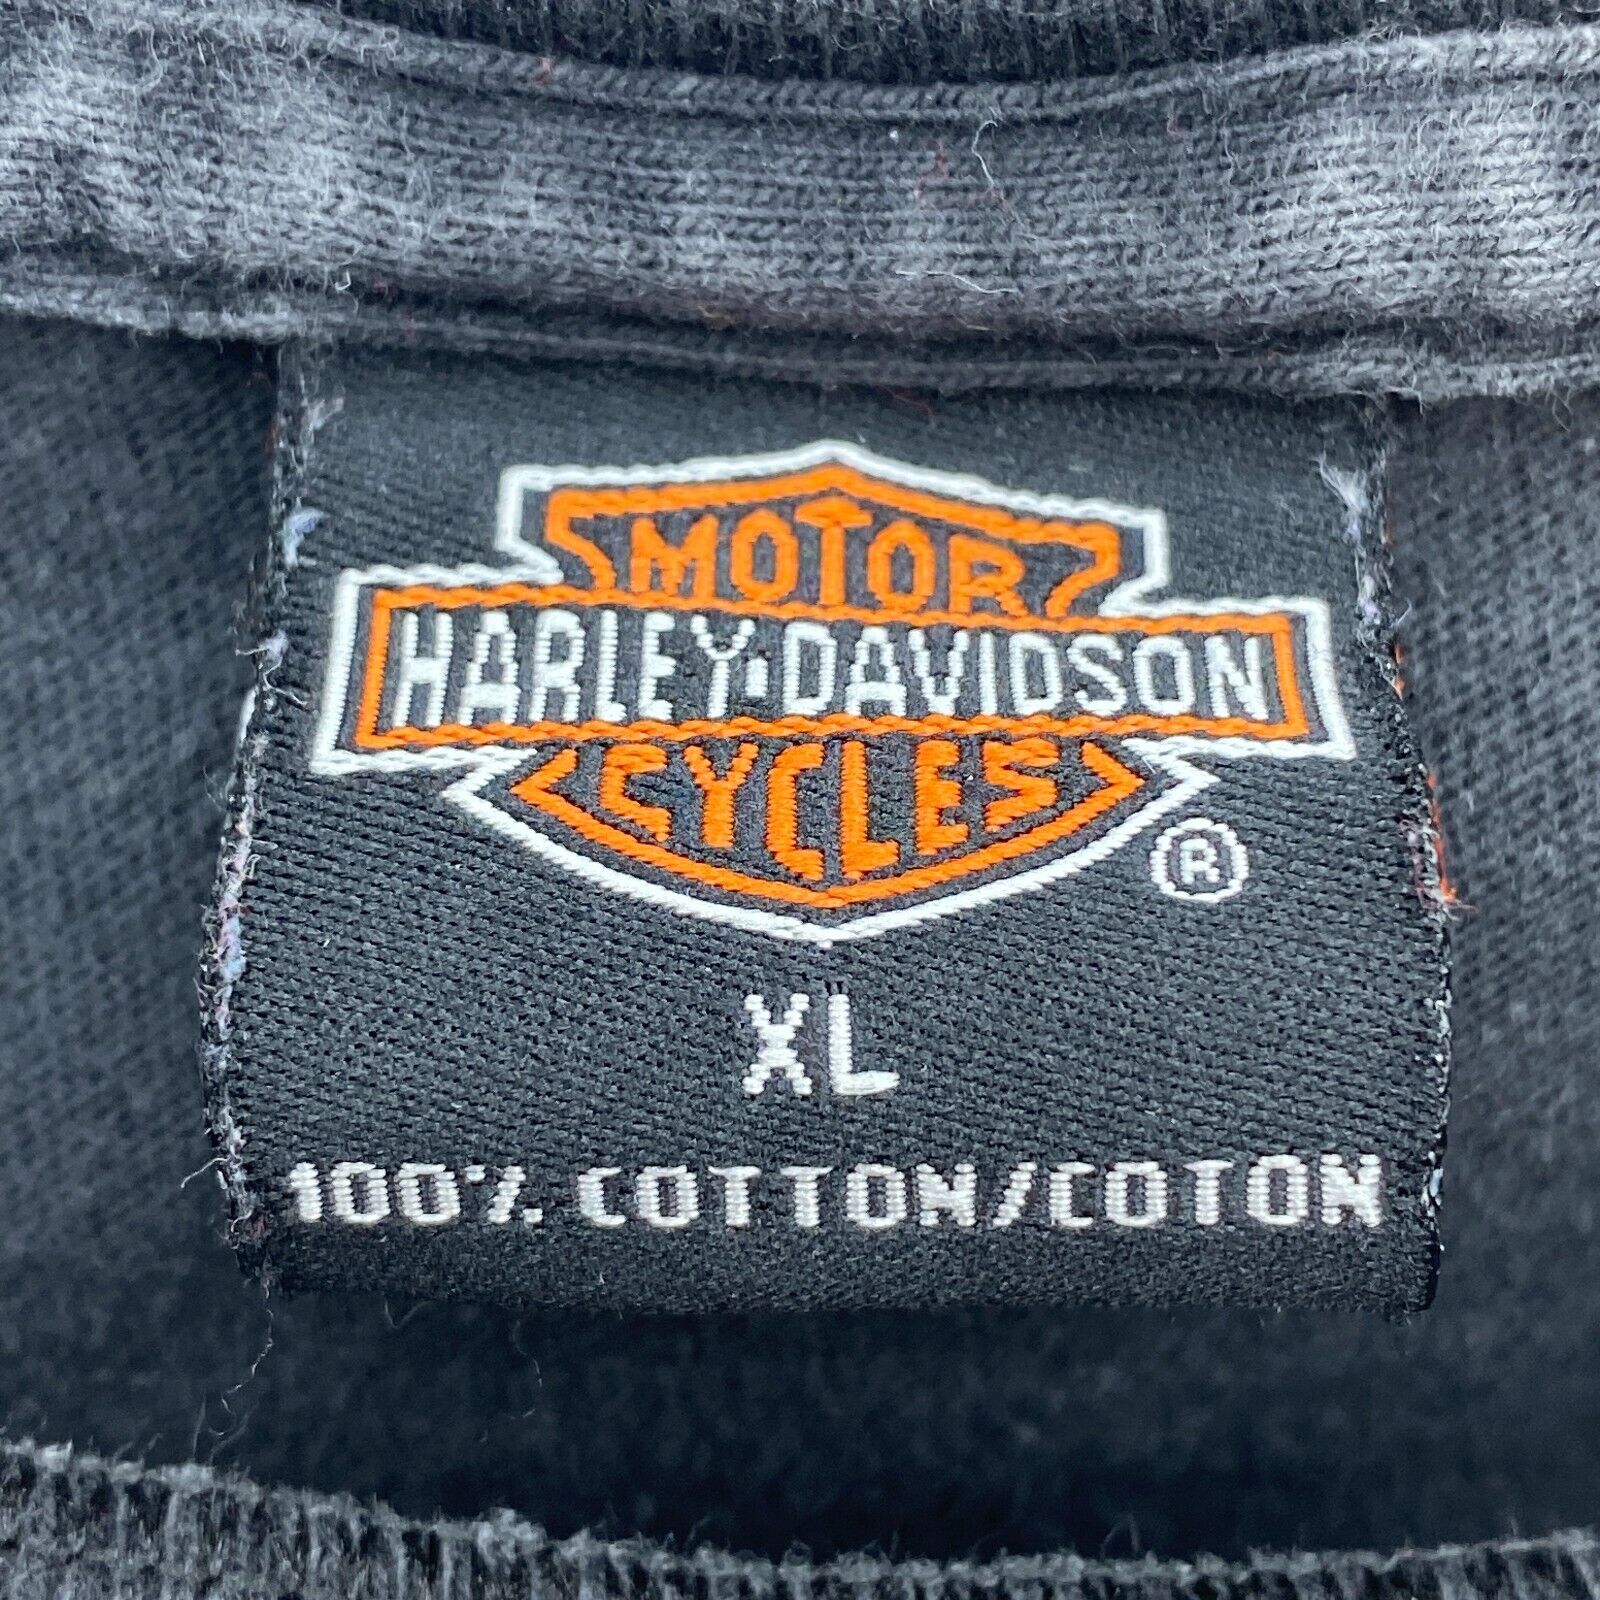 MOTOR
HARLEY-DAVIDSON
CYCLES
®
XL
100% COTTON/COTON